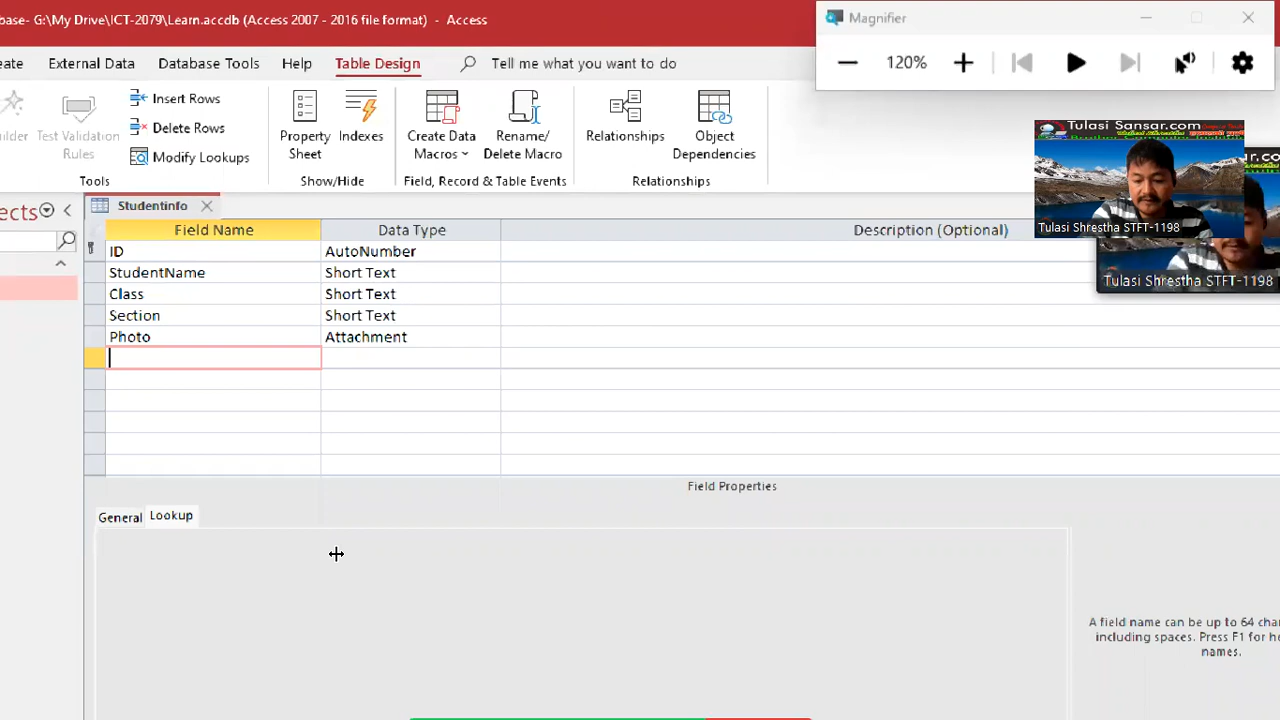 base- G:\My Drive\ICT-2079\Learn.accdb (Access 2007 - 2016 file format) - Access
Magnifier
120%
External Data
Database Tools
Help
Table Design
Tell me what you want to do
Insert Rows
Delete Rows
Modify Lookups
Test Validation
Rules
Tools
Property
Sheet
Indexes
Show/Hide
Create Data
Macros
Rename/
Delete Macro
Field, Record & Table Events
Relationships
Object
Dependencies
Relationships
Tulasi Sansar.com
Tulasi Shrestha STFT-1198
Tulasi Shrestha STFT-1198
Studentinfo
Field Name Data Type Description (Optional)
ID AutoNumber
StudentName Short Text
Class Short Text
Section Short Text
Photo Attachment
Field Properties
General Lookup
A field name can be up to 64 cha
including spaces. Press F1 for he
names.